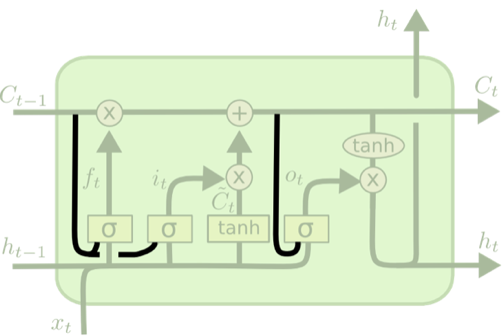 h_t
C_{t-1} x + C_t
tanh
f_t i_t x o_t x
C̃_t
σ σ tanh σ
h_{t-1} h_t
x_t